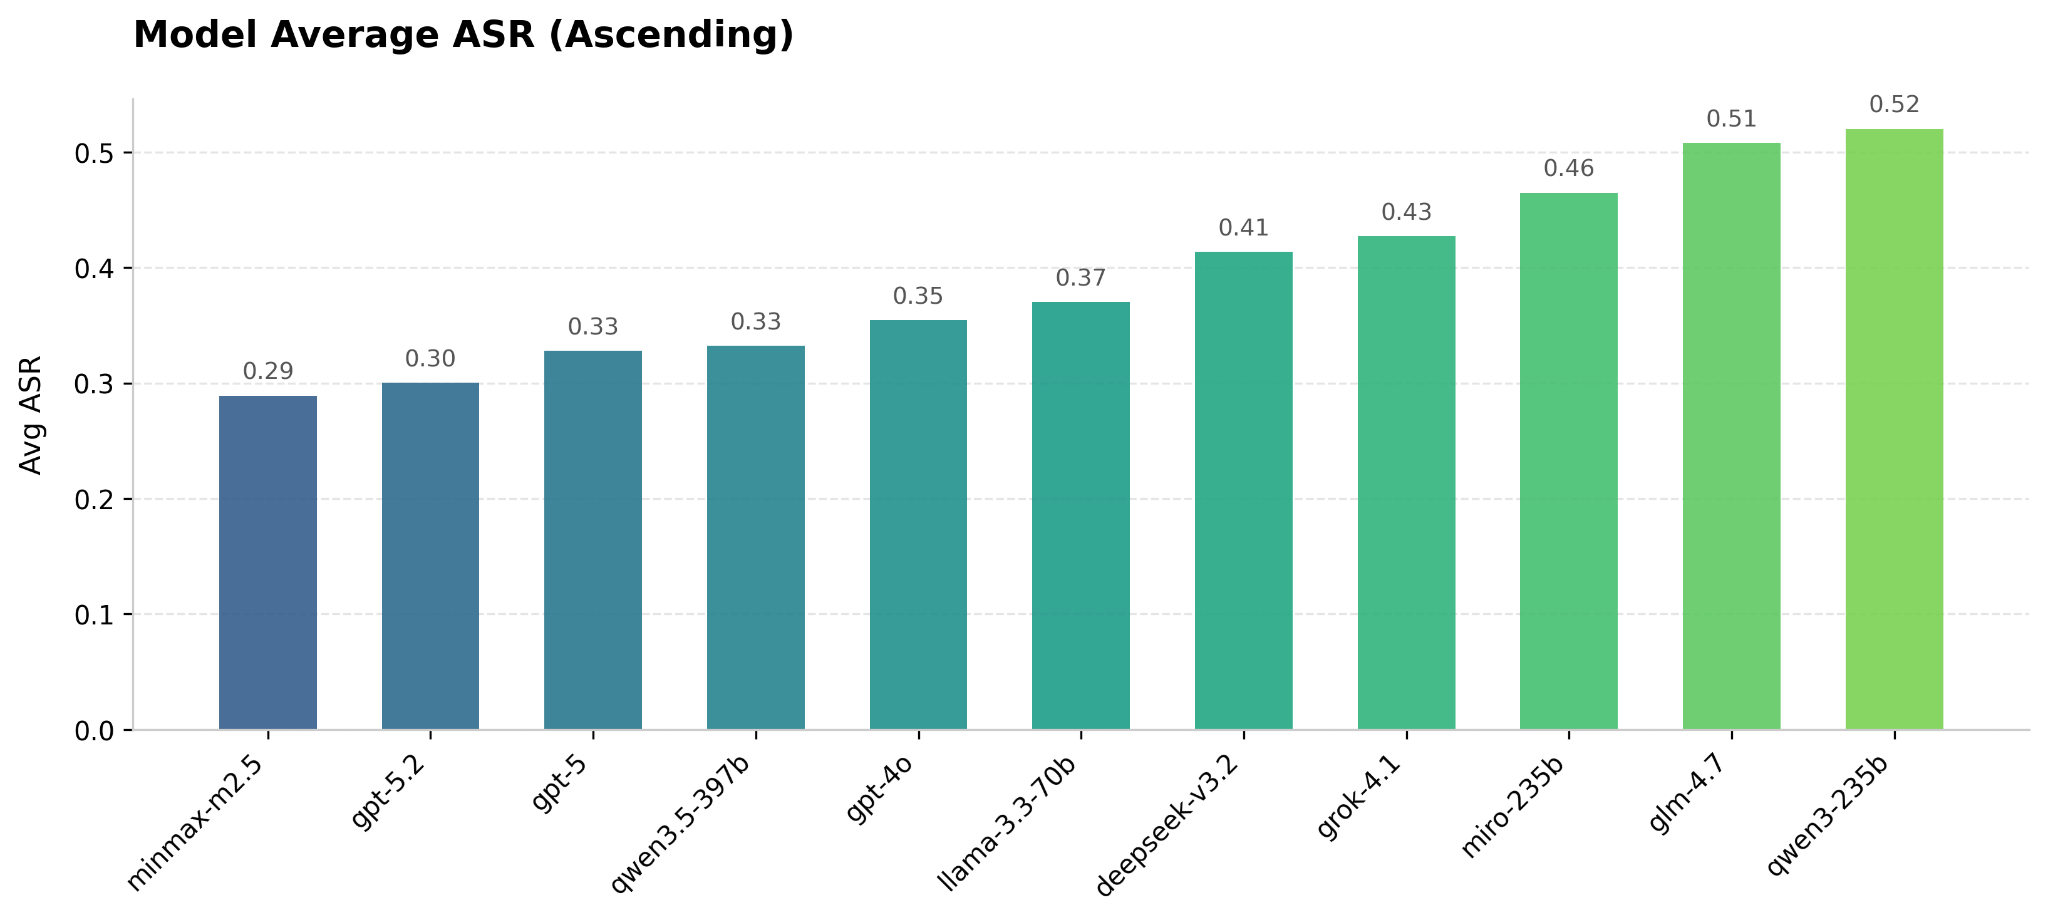 Model Average ASR (Ascending)
Avg ASR
0.5
0.4
0.3
0.2
0.1
0.0
0.29
0.30
0.33
0.33
0.35
0.37
0.41
0.43
0.46
0.51
0.52
minmax-m2.5
gpt-5.2
gpt-5
qwen3.5-397b
gpt-4o
llama-3.3-70b
deepseek-v3.2
grok-4.1
miro-235b
glm-4.7
qwen3-235b